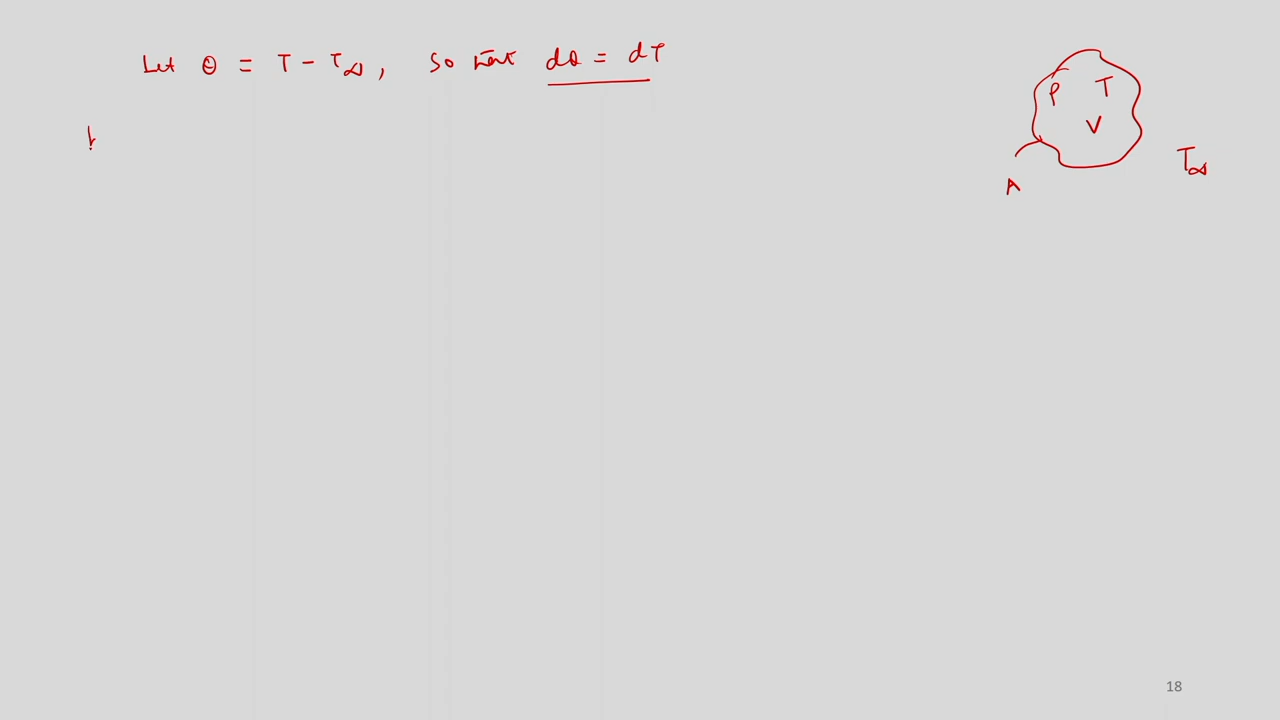 Let θ = T - T∞, so that dθ = dT
ρ T
V
T∞
A
18